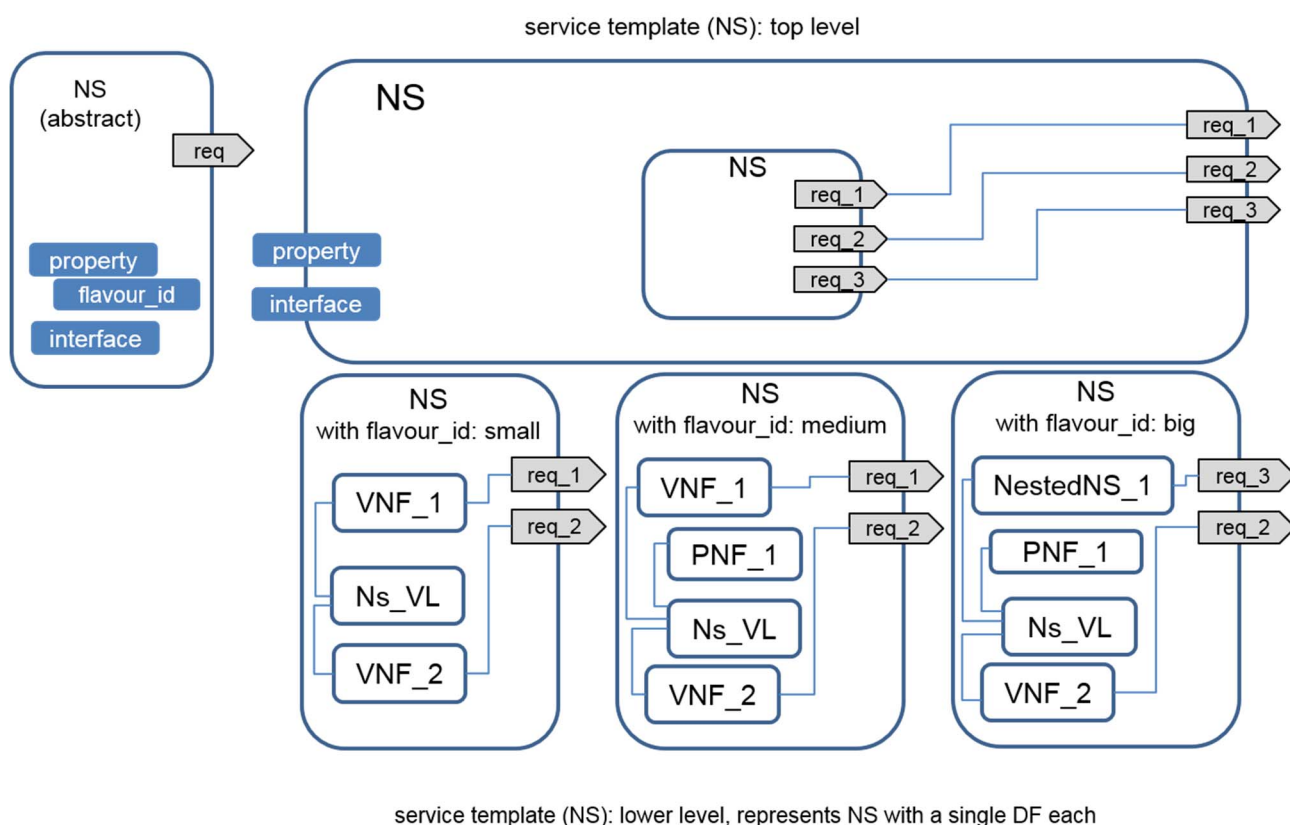 service template (NS): top level
NS
(abstract)
req
property
flavour_id
interface
NS
property
interface
NS
req_1
req_2
req_3
req_1
req_2
req_3
NS
with flavour_id: small
VNF_1
Ns_VL
VNF_2
req_1
req_2
NS
with flavour_id: medium
VNF_1
PNF_1
Ns_VL
VNF_2
req_1
req_2
NS
with flavour_id: big
NestedNS_1
PNF_1
Ns_VL
VNF_2
req_3
req_2
service template (NS): lower level, represents NS with a single DF each